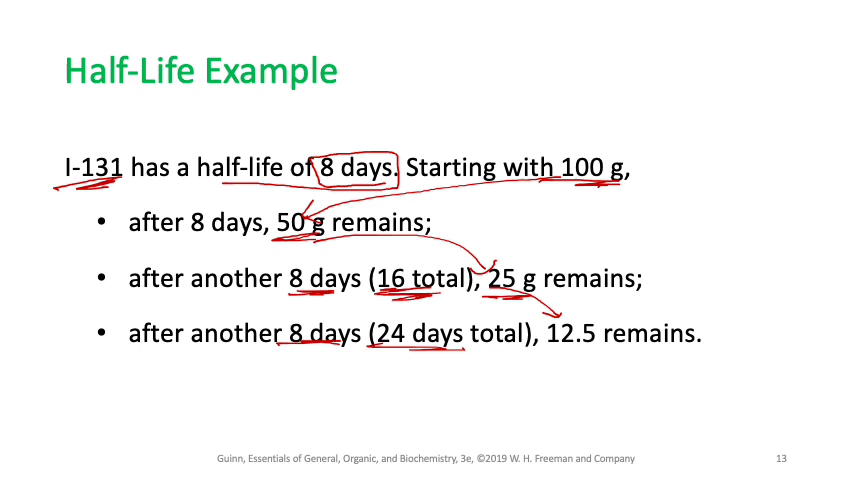 Half-Life Example
I-131 has a half-life of 8 days. Starting with 100 g,
• after 8 days, 50 g remains;
• after another 8 days (16 total), 25 g remains;
• after another 8 days (24 days total), 12.5 remains.
Guinn, Essentials of General, Organic, and Biochemistry, 3e, ©2019 W. H. Freeman and Company
13